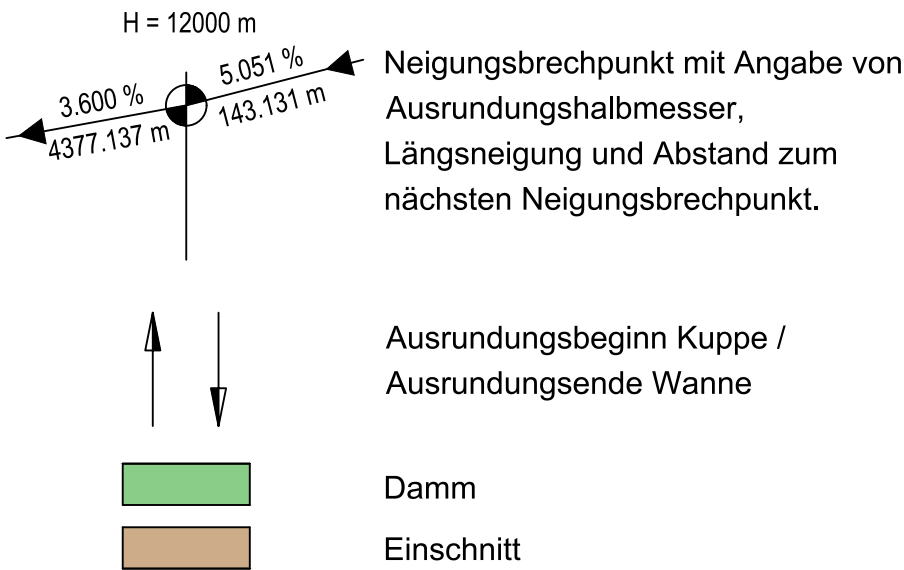 H = 12000 m
3.600 %
4377.137 m
5.051 %
143.131 m
Neigungsbrechpunkt mit Angabe von
Ausrundungshalbmesser,
Längsneigung und Abstand zum
nächsten Neigungsbrechpunkt.
Ausrundungsbeginn Kuppe /
Ausrundungsende Wanne
Damm
Einschnitt